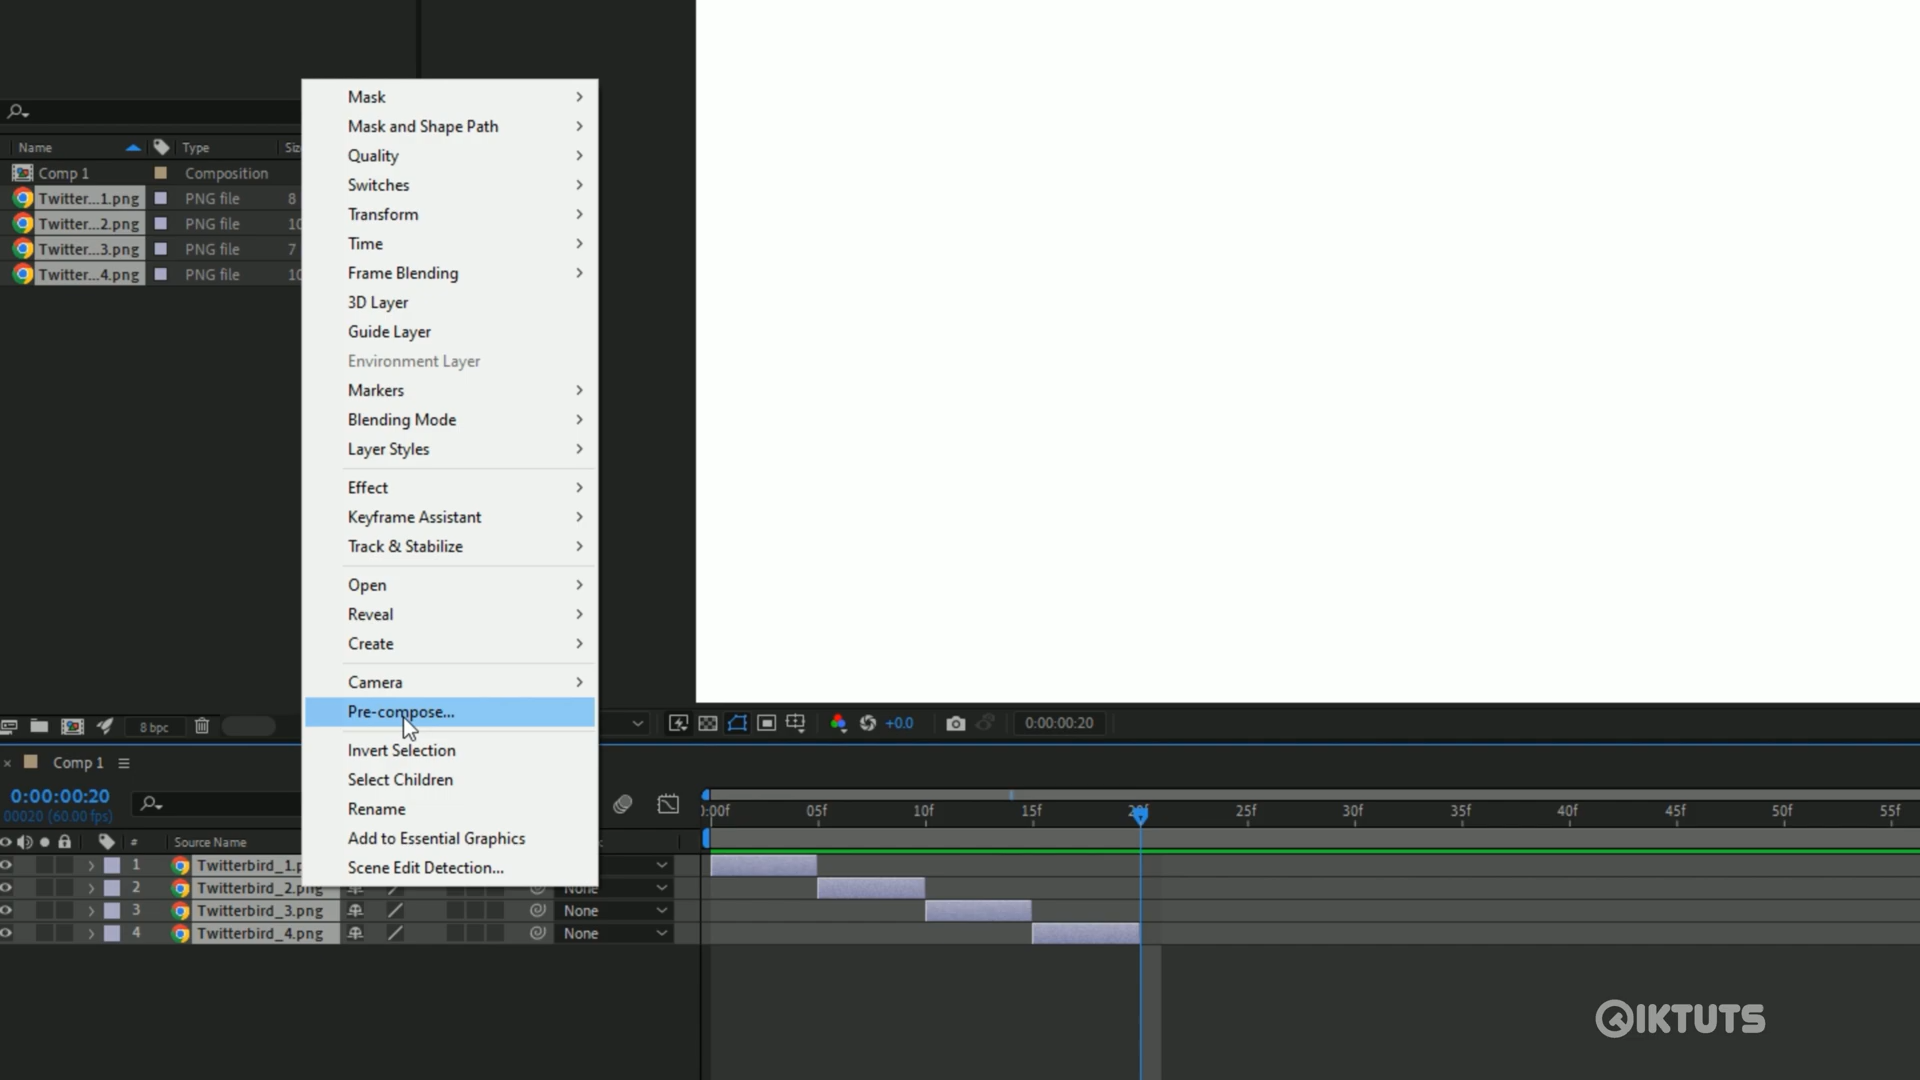 Mask
Mask and Shape Path
Quality
Switches
Transform
Time
Frame Blending
3D Layer
Guide Layer
Environment Layer
Markers
Blending Mode
Layer Styles
Effect
Keyframe Assistant
Track & Stabilize
Open
Reveal
Create
Camera
Pre-compose...
Invert Selection
Select Children
Rename
Add to Essential Graphics
Scene Edit Detection...
Name Type
Comp 1 Composition
Twitter...1.png PNG file 8
Twitter...2.png PNG file 10
Twitter...3.png PNG file 7
Twitter...4.png PNG file 10
8 bpc
+0.0 0:00:00:20
Comp 1
0:00:00:20
00020 (60.00 fps)
05f 10f 15f 25f 30f 35f 40f 45f 50f 55f
# Source Name
1 Twitterbird_1.p
2 Twitterbird_2.png None
3 Twitterbird_3.png None
4 Twitterbird_4.png None
QIKTUTS